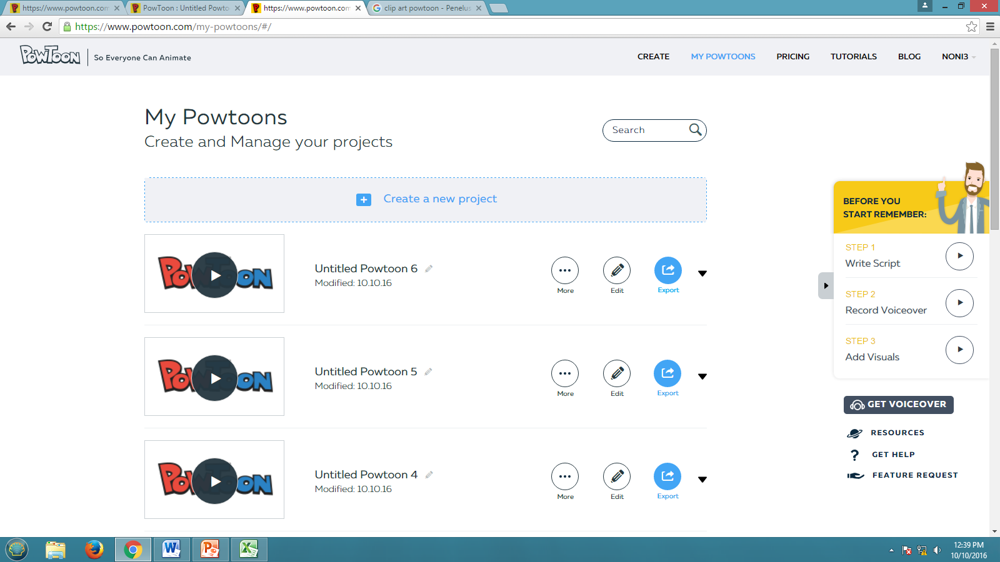 https://www.powtoon.com
PowToon : Untitled Powto
https://www.powtoon.com
clip art powtoon - Penelus
https://www.powtoon.com/my-powtoons/#/
POWTOON
So Everyone Can Animate
CREATE
MY POWTOONS
PRICING
TUTORIALS
BLOG
NONI3
My Powtoons
Create and Manage your projects
Search
Create a new project
POWTOON
Untitled Powtoon 6
Modified: 10.10.16
More
Edit
Export
POWTOON
Untitled Powtoon 5
Modified: 10.10.16
More
Edit
Export
POWTOON
Untitled Powtoon 4
Modified: 10.10.16
More
Edit
Export
BEFORE YOU
START REMEMBER:
STEP 1
Write Script
STEP 2
Record Voiceover
STEP 3
Add Visuals
GET VOICEOVER
RESOURCES
GET HELP
FEATURE REQUEST
12:39 PM
10/10/2016